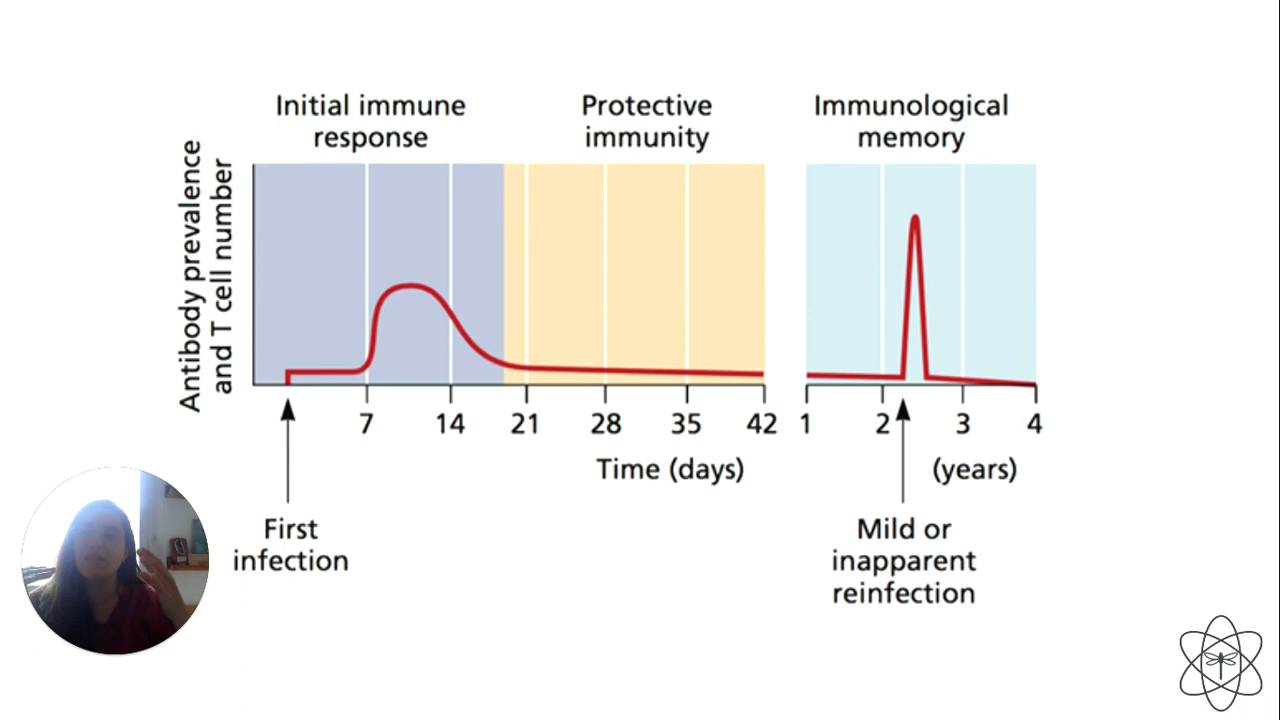 Initial immune
response
Protective
immunity
Immunological
memory
Antibody prevalence
and T cell number
7 14 21 28 35 42 1 2 3 4
Time (days)
(years)
First
infection
Mild or
inapparent
reinfection